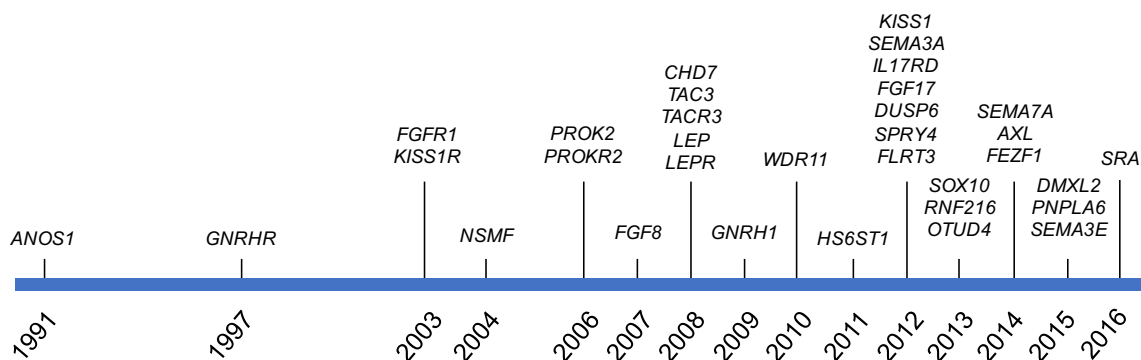 KISS1
SEMA3A
IL17RD
FGF17
DUSP6
SPRY4
FLRT3
CHD7
TAC3
TACR3
LEP
LEPR
SEMA7A
AXL
FEZF1
FGFR1
KISS1R
PROK2
PROKR2
WDR11
SRA
SOX10
RNF216
OTUD4
DMXL2
PNPLA6
SEMA3E
ANOS1
GNRHR
NSMF
FGF8
GNRH1
HS6ST1
1991
1997
2003
2004
2006
2007
2008
2009
2010
2011
2012
2013
2014
2015
2016